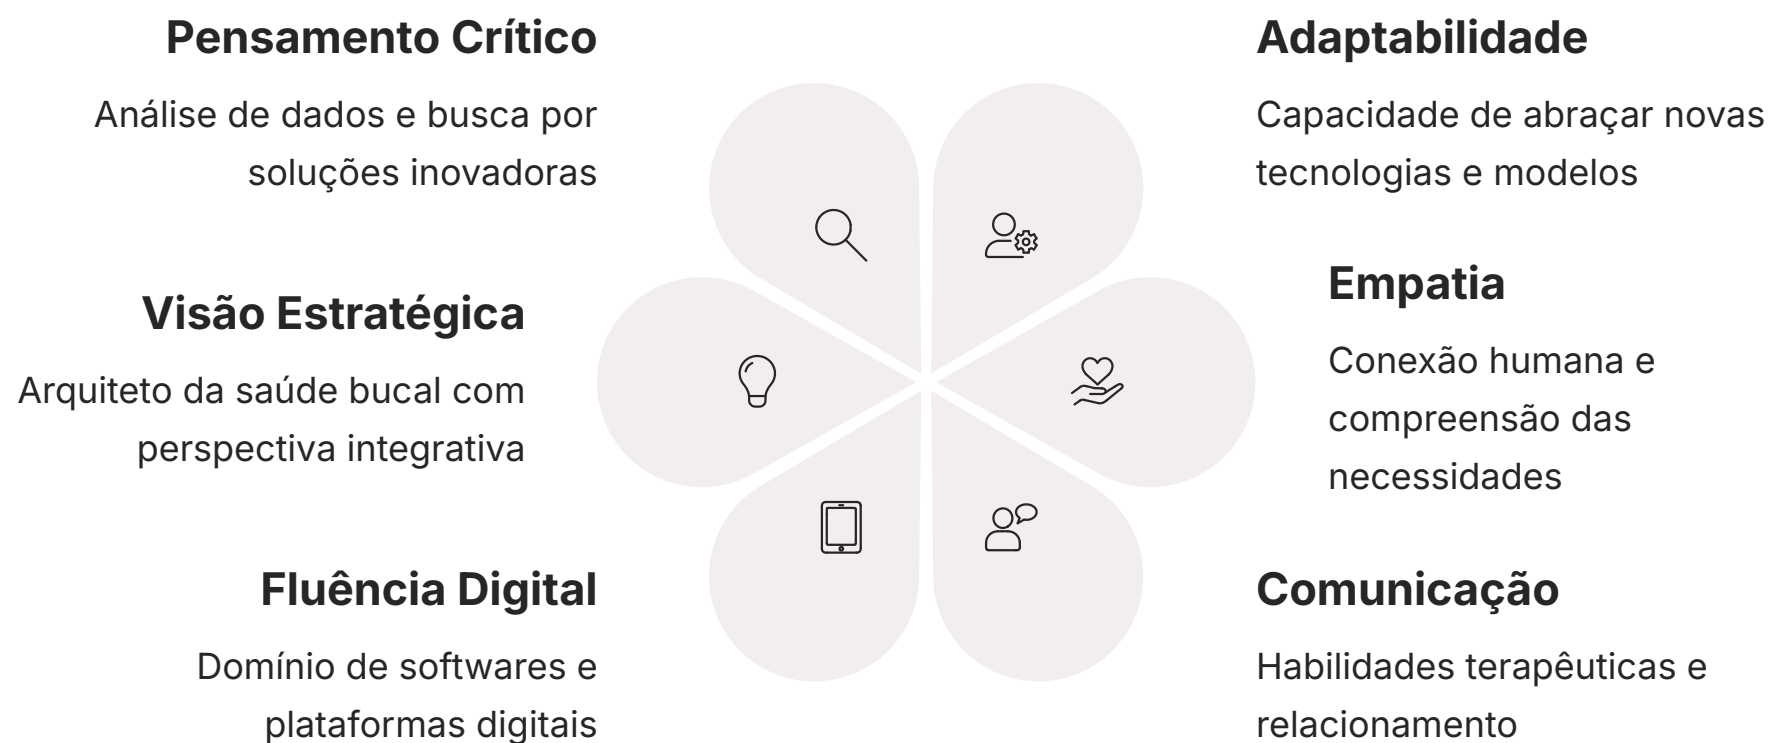 Pensamento Crítico
Análise de dados e busca por
soluções inovadoras
Visão Estratégica
Arquiteto da saúde bucal com
perspectiva integrativa
Fluência Digital
Domínio de softwares e
plataformas digitais
Adaptabilidade
Capacidade de abraçar novas
tecnologias e modelos
Empatia
Conexão humana e
compreensão das
necessidades
Comunicação
Habilidades terapêuticas e
relacionamento